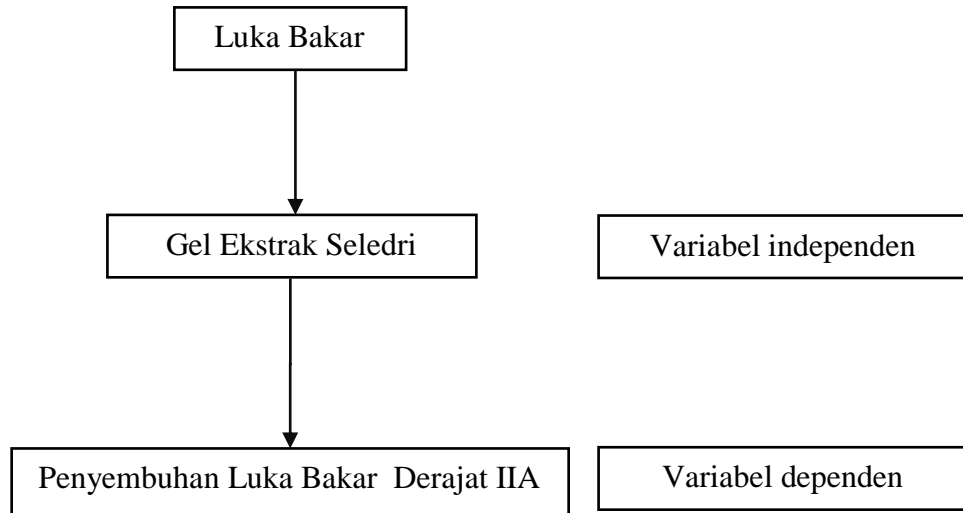 Luka Bakar
Gel Ekstrak Seledri
Variabel independen
Penyembuhan Luka Bakar Derajat IIA
Variabel dependen